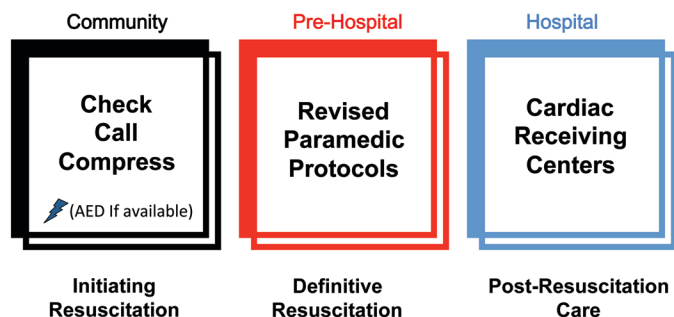 Community
Check
Call
Compress
(AED If available)
Initiating
Resuscitation
Pre-Hospital
Revised
Paramedic
Protocols
Definitive
Resuscitation
Hospital
Cardiac
Receiving
Centers
Post-Resuscitation
Care